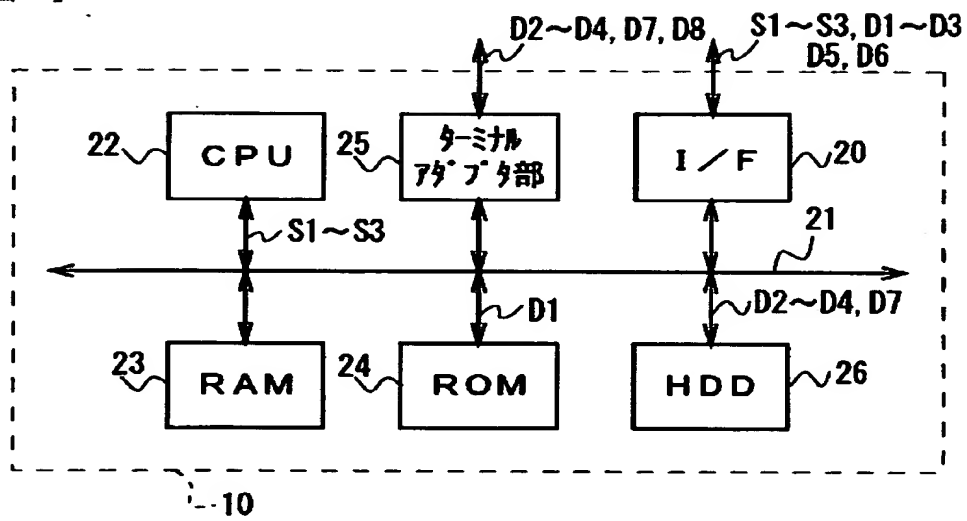 D2～D4, D7, D8
S1～S3, D1～D3
D5, D6
22
CPU
25
ターミナル
アダプタ部
I／F
20
S1～S3
21
D1
D2～D4, D7
23
RAM
24
ROM
HDD
26
10